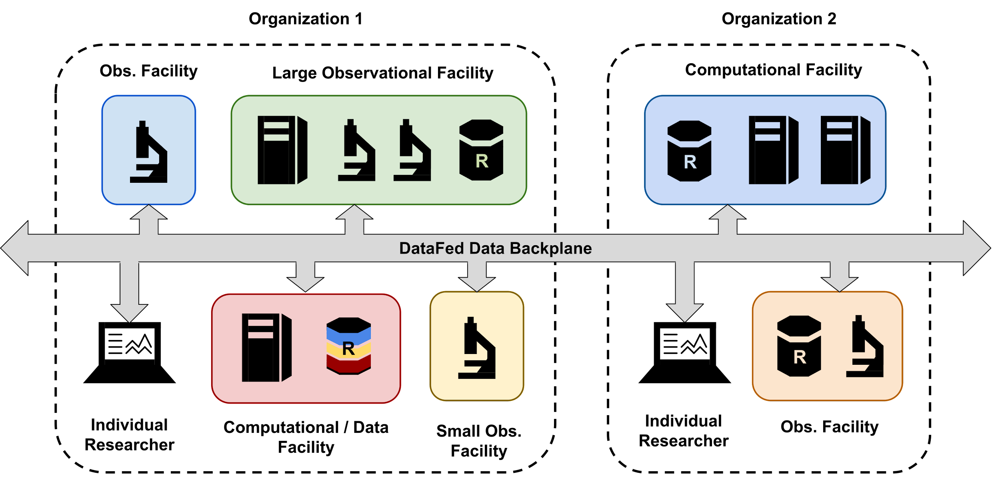 Organization 1
Organization 2
Obs. Facility
Large Observational Facility
Computational Facility
R
R
DataFed Data Backplane
R
R
Individual
Researcher
Computational / Data
Facility
Small Obs.
Facility
Individual
Researcher
Obs. Facility